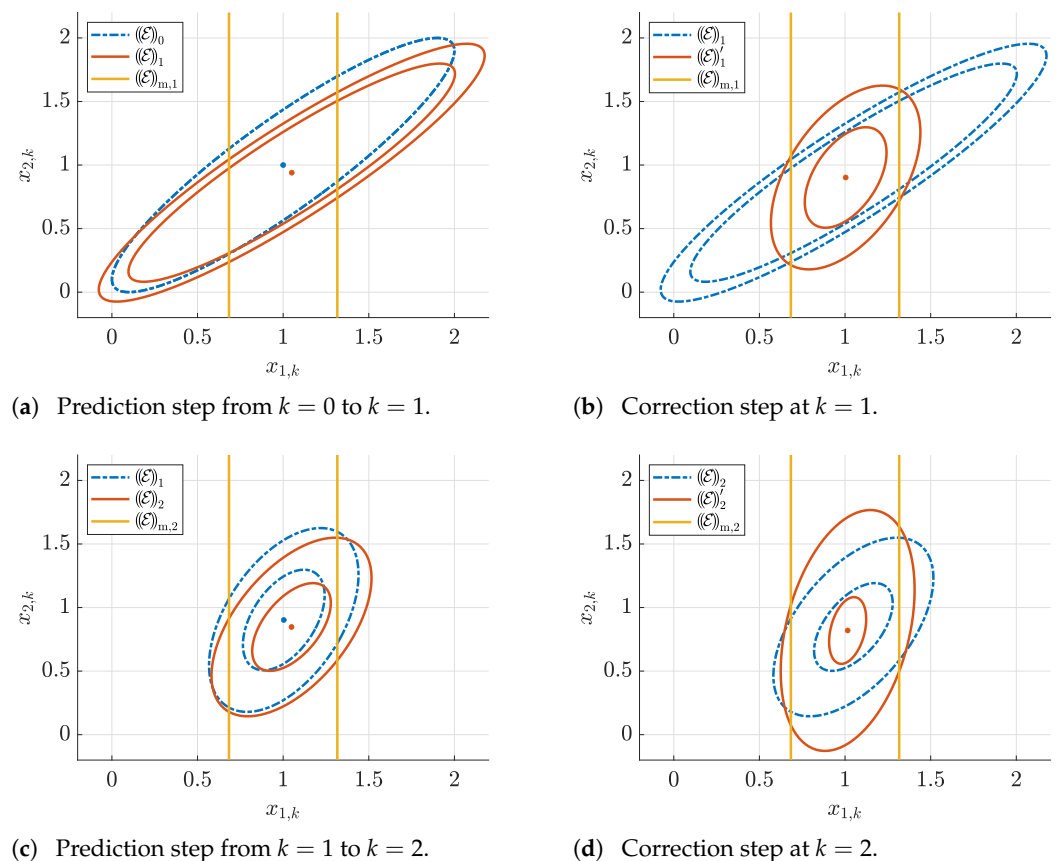 2
1.5
1
0.5
0
x₂,ₖ
((ℰ))₀
((ℰ))₁
((ℰ))m,1
0 0.5 1 1.5 2
x₁,ₖ
(a) Prediction step from k = 0 to k = 1.
2
1.5
1
0.5
0
x₂,ₖ
((ℰ))₁
((ℰ))′₁
((ℰ))m,1
0 0.5 1 1.5 2
x₁,ₖ
(b) Correction step at k = 1.
2
1.5
1
0.5
0
x₂,ₖ
((ℰ))₁
((ℰ))₂
((ℰ))m,2
0 0.5 1 1.5 2
x₁,ₖ
(c) Prediction step from k = 1 to k = 2.
2
1.5
1
0.5
0
x₂,ₖ
((ℰ))₂
((ℰ))′₂
((ℰ))m,2
0 0.5 1 1.5 2
x₁,ₖ
(d) Correction step at k = 2.